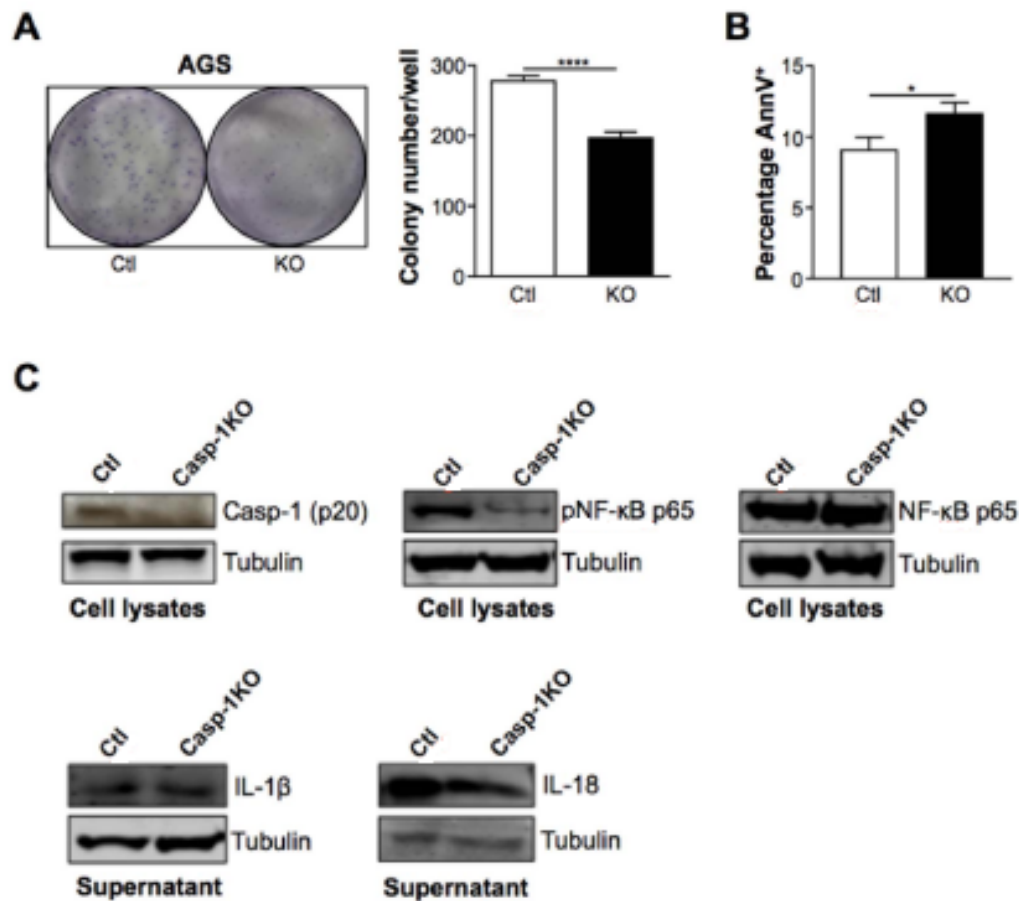 A
AGS
Ctl
KO
Colony number/well
300
200
100
0
****
Ctl
KO
B
Percentage AnnV⁺
15
10
5
0
*
Ctl
KO
C
Ctl
Casp-1KO
Casp-1 (p20)
Tubulin
Cell lysates
Ctl
Casp-1KO
pNF-κB p65
Tubulin
Cell lysates
Ctl
Casp-1KO
NF-κB p65
Tubulin
Cell lysates
Ctl
Casp-1KO
IL-1β
Tubulin
Supernatant
Ctl
Casp-1KO
IL-18
Tubulin
Supernatant